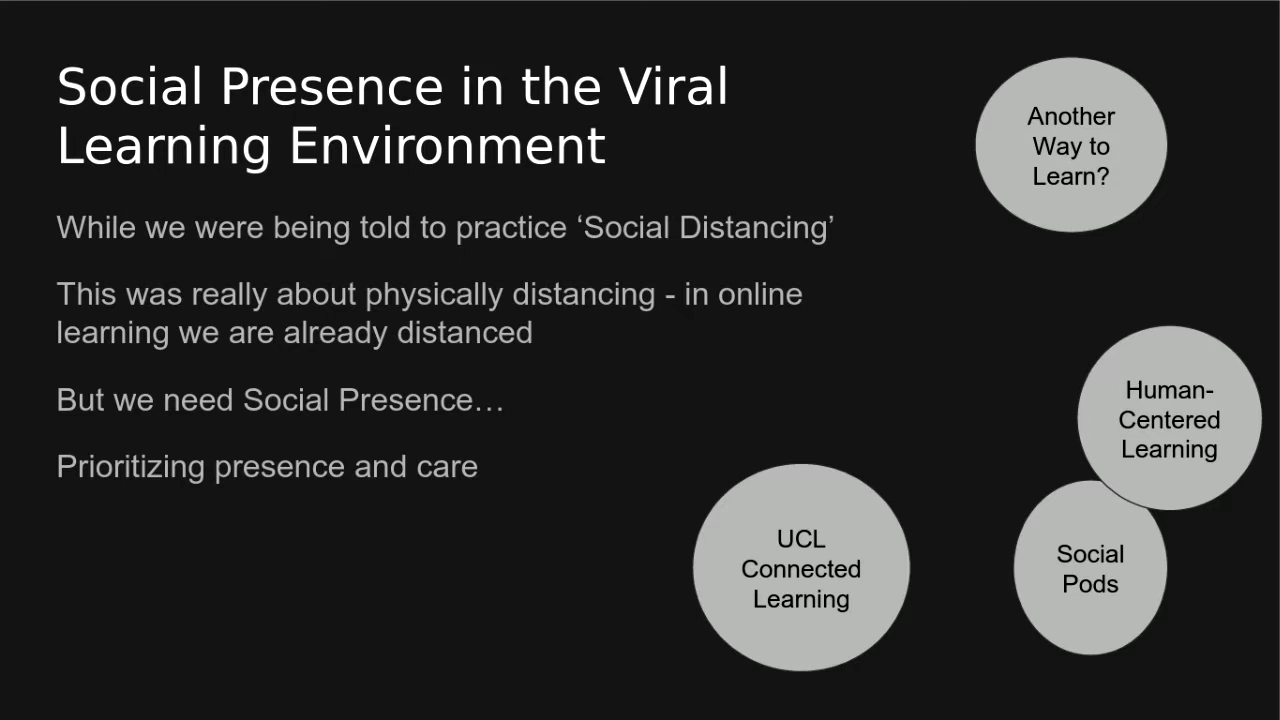 Social Presence in the Viral
Learning Environment
While we were being told to practice ‘Social Distancing’
This was really about physically distancing - in online
learning we are already distanced
But we need Social Presence…
Prioritizing presence and care
Another
Way to
Learn?
Human-
Centered
Learning
UCL
Connected
Learning
Social
Pods